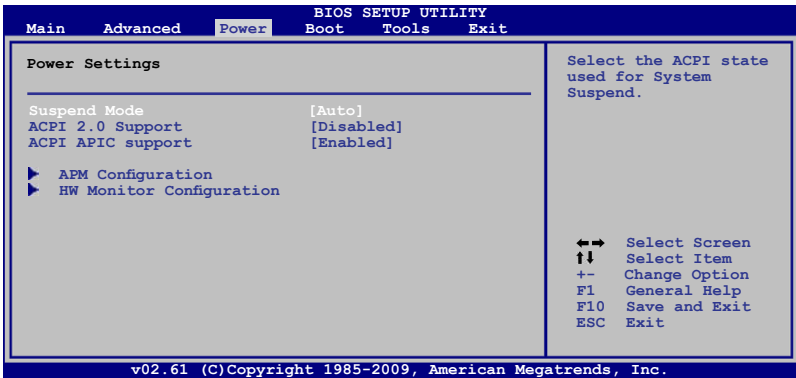 BIOS SETUP UTILITY
Main Advanced Power Boot Tools Exit
Power Settings
Suspend Mode [Auto]
ACPI 2.0 Support [Disabled]
ACPI APIC support [Enabled]
APM Configuration
HW Monitor Configuration
Select the ACPI state
used for System
Suspend.
←→ Select Screen
↑↓ Select Item
+- Change Option
F1 General Help
F10 Save and Exit
ESC Exit
v02.61 (C)Copyright 1985-2009, American Megatrends, Inc.